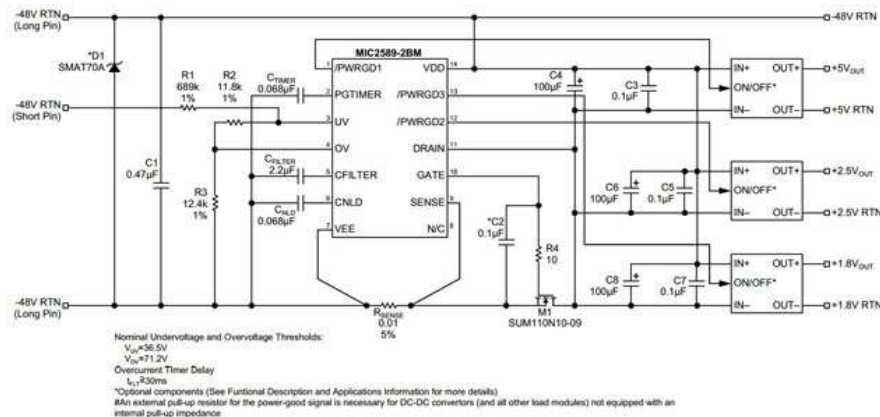 -48V RTN
(Long Pin)
-48V RTN
*D1
SMAT70A
MIC2589-2BM
R1
689k
1%
R2
11.8k
1%
CTIMER
0.068µF
1 /PWRGD1
VDD 14
2 PGTIMER
/PWRGD3 13
3 UV
/PWRGD2 12
4 OV
DRAIN 11
5 CFILTER
GATE 10
6 CNLD
SENSE 9
7 VEE
N/C 8
C4
100µF
C3
0.1µF
IN+ OUT+
ON/OFF*
IN– OUT–
+5VOUT
+5V RTN
-48V RTN
(Short Pin)
C1
0.47µF
R3
12.4k
1%
CFILTER
2.2µF
CNLD
0.068µF
*C2
0.1µF
R4
10
C6
100µF
C5
0.1µF
IN+ OUT+
ON/OFF*
IN– OUT–
+2.5VOUT
+2.5V RTN
C8
100µF
C7
0.1µF
IN+ OUT+
ON/OFF*
IN– OUT–
+1.8VOUT
+1.8V RTN
-48V RTN
(Long Pin)
RSENSE
0.01
5%
M1
SUM110N10-09
Nominal Undervoltage and Overvoltage Thresholds:
VUV=36.5V
VOV=71.2V
Overcurrent TImer Delay
tFLT≅30ms
*Optional components (See Funtional Description and Applications Information for more details)
#An external pull-up resistor for the power-good signal is necessary for DC-DC convertors (and all other load modules) not equipped with an
internal pull-up impedance